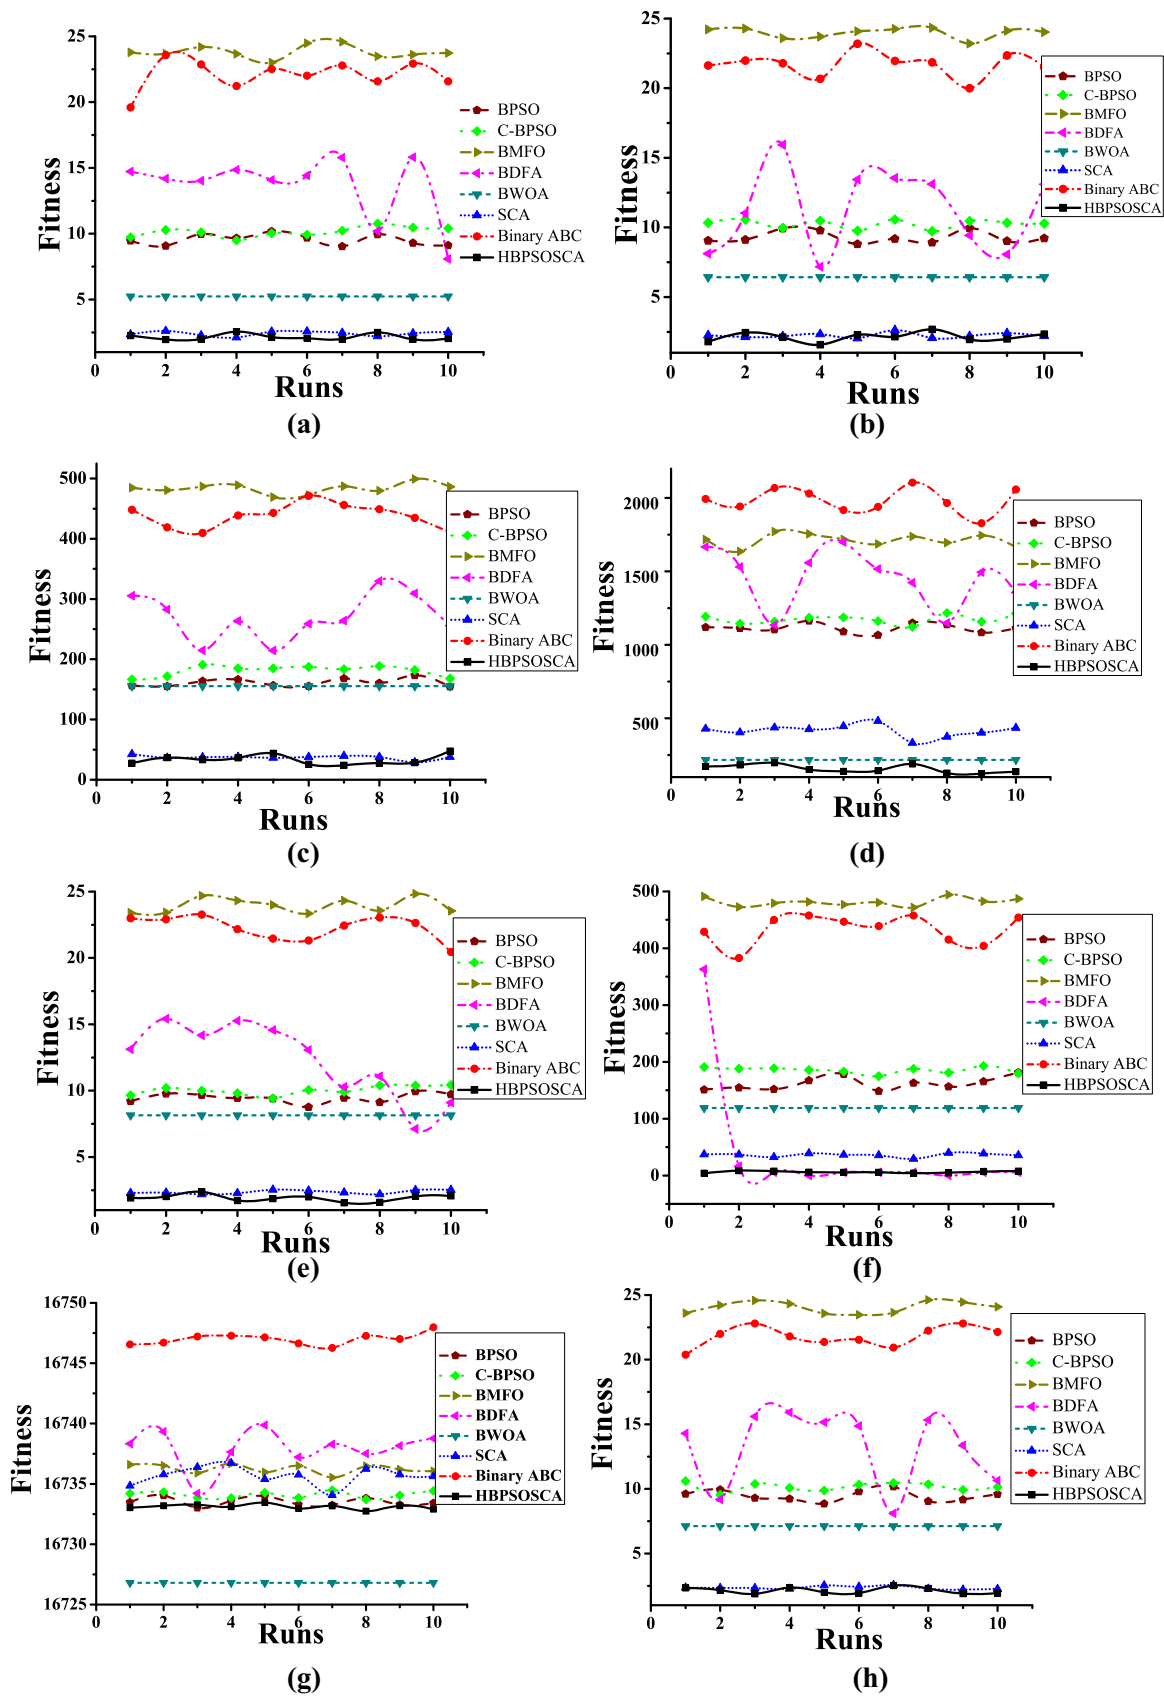 25
20
15
10
5
0
2
4
6
8
10
Fitness
Runs
BPSO
C-BPSO
BMFO
BDFA
BWOA
SCA
Binary ABC
HBPSOSCA
(a)
25
20
15
10
5
0
2
4
6
8
10
Fitness
Runs
BPSO
C-BPSO
BMFO
BDFA
BWOA
SCA
Binary ABC
HBPSOSCA
(b)
500
400
300
200
100
0
0
2
4
6
8
10
Fitness
Runs
BPSO
C-BPSO
BMFO
BDFA
BWOA
SCA
Binary ABC
HBPSOSCA
(c)
2000
1500
1000
500
0
2
4
6
8
10
Fitness
Runs
BPSO
C-BPSO
BMFO
BDFA
BWOA
SCA
Binary ABC
HBPSOSCA
(d)
25
20
15
10
5
0
2
4
6
8
10
Fitness
Runs
BPSO
C-BPSO
BMFO
BDFA
BWOA
SCA
Binary ABC
HBPSOSCA
(e)
500
400
300
200
100
0
0
2
4
6
8
10
Fitness
Runs
BPSO
C-BPSO
BMFO
BDFA
BWOA
SCA
Binary ABC
HBPSOSCA
(f)
16750
16745
16740
16735
16730
16725
0
2
4
6
8
10
Fitness
Runs
BPSO
C-BPSO
BMFO
BDFA
BWOA
SCA
Binary ABC
HBPSOSCA
(g)
25
20
15
10
5
0
2
4
6
8
10
Fitness
Runs
BPSO
C-BPSO
BMFO
BDFA
BWOA
SCA
Binary ABC
HBPSOSCA
(h)